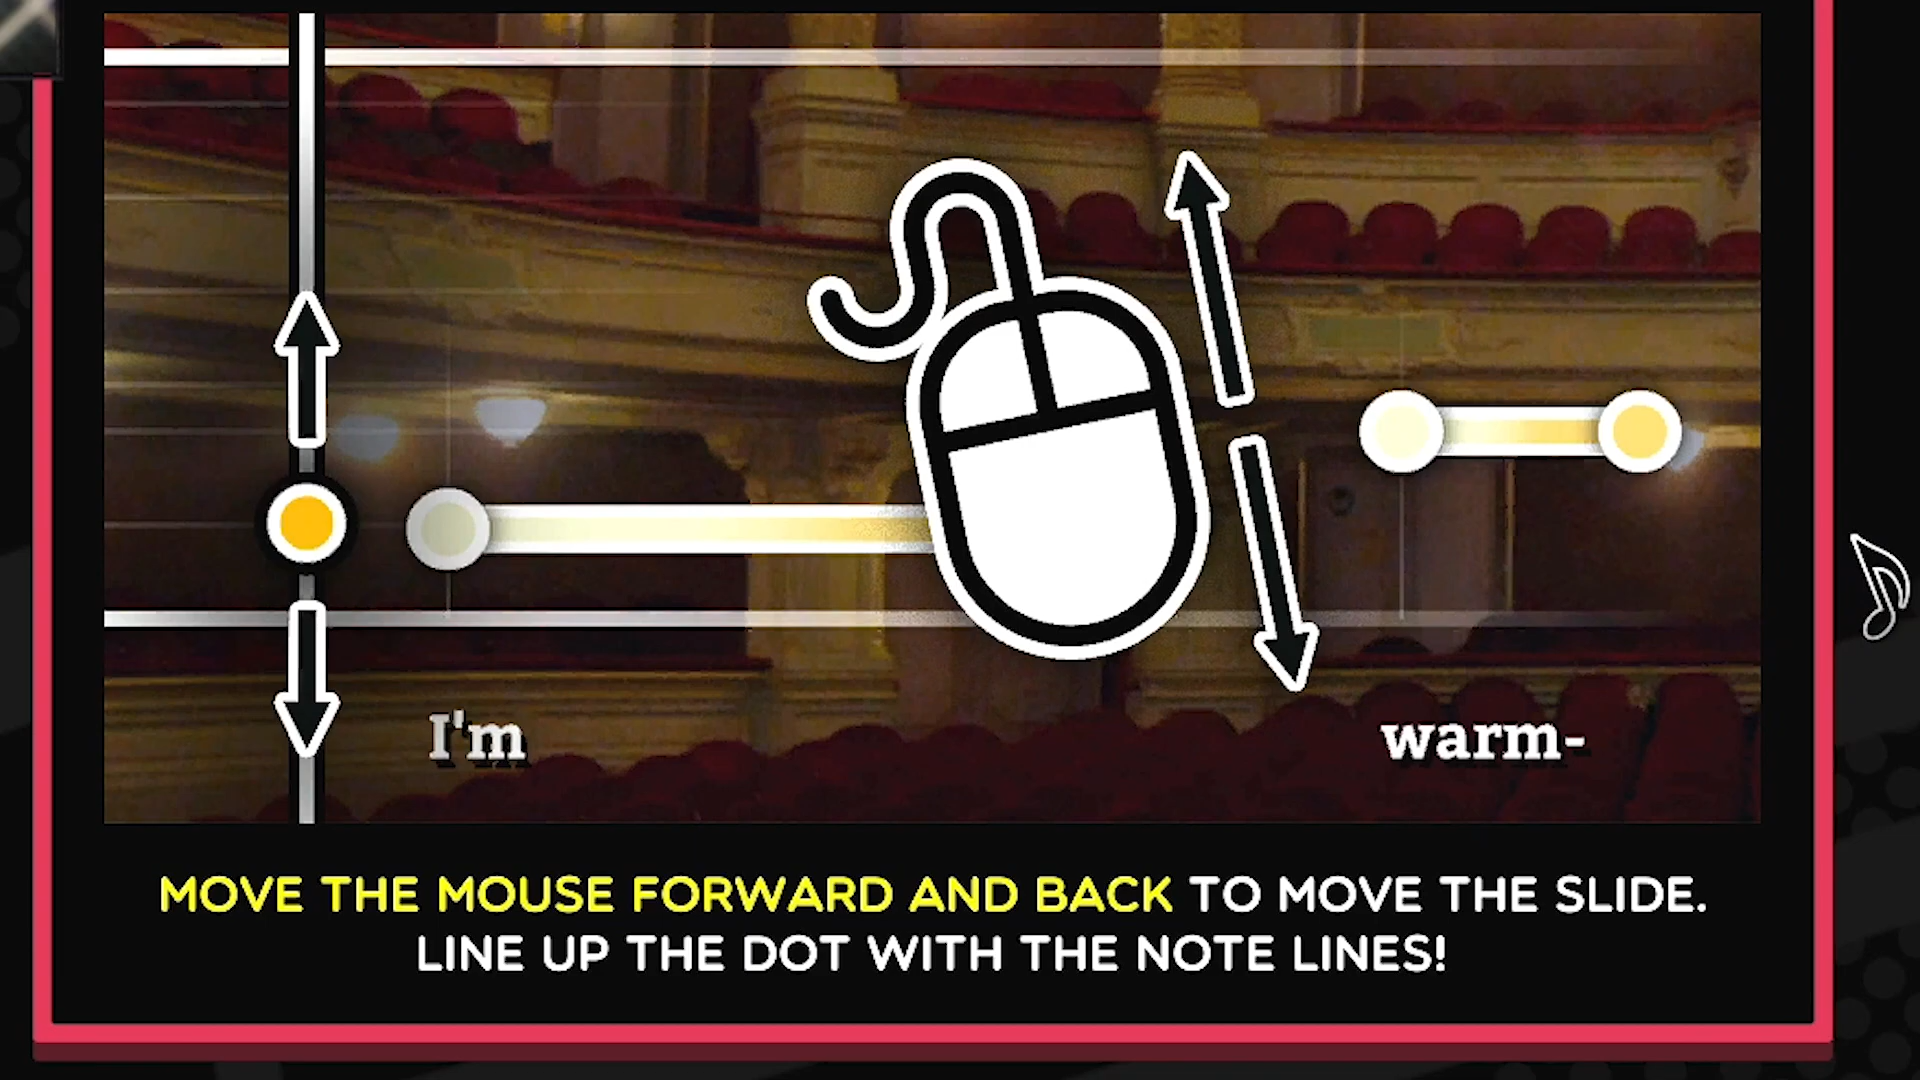 I'm warm-
MOVE THE MOUSE FORWARD AND BACK TO MOVE THE SLIDE.
LINE UP THE DOT WITH THE NOTE LINES!